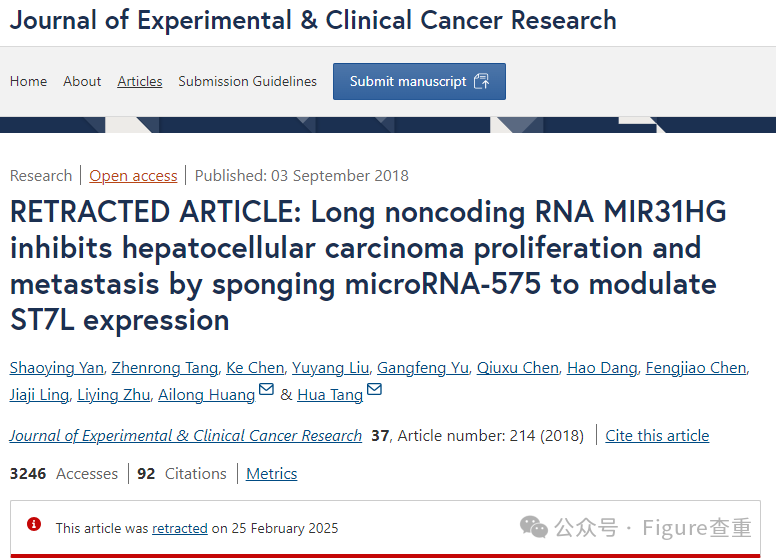 Journal of Experimental & Clinical Cancer Research
Home About Articles Submission Guidelines Submit manuscript
Research Open access Published: 03 September 2018
RETRACTED ARTICLE: Long noncoding RNA MIR31HG
inhibits hepatocellular carcinoma proliferation and
metastasis by sponging microRNA-575 to modulate
ST7L expression
Shaoying Yan, Zhenrong Tang, Ke Chen, Yuyang Liu, Gangfeng Yu, Qiuxu Chen, Hao Dang, Fengjiao Chen,
Jiaji Ling, Liying Zhu, Ailong Huang & Hua Tang
Journal of Experimental & Clinical Cancer Research 37, Article number: 214 (2018) Cite this article
3246 Accesses 92 Citations Metrics
This article was retracted on 25 February 2025
公众号 · Figure查重